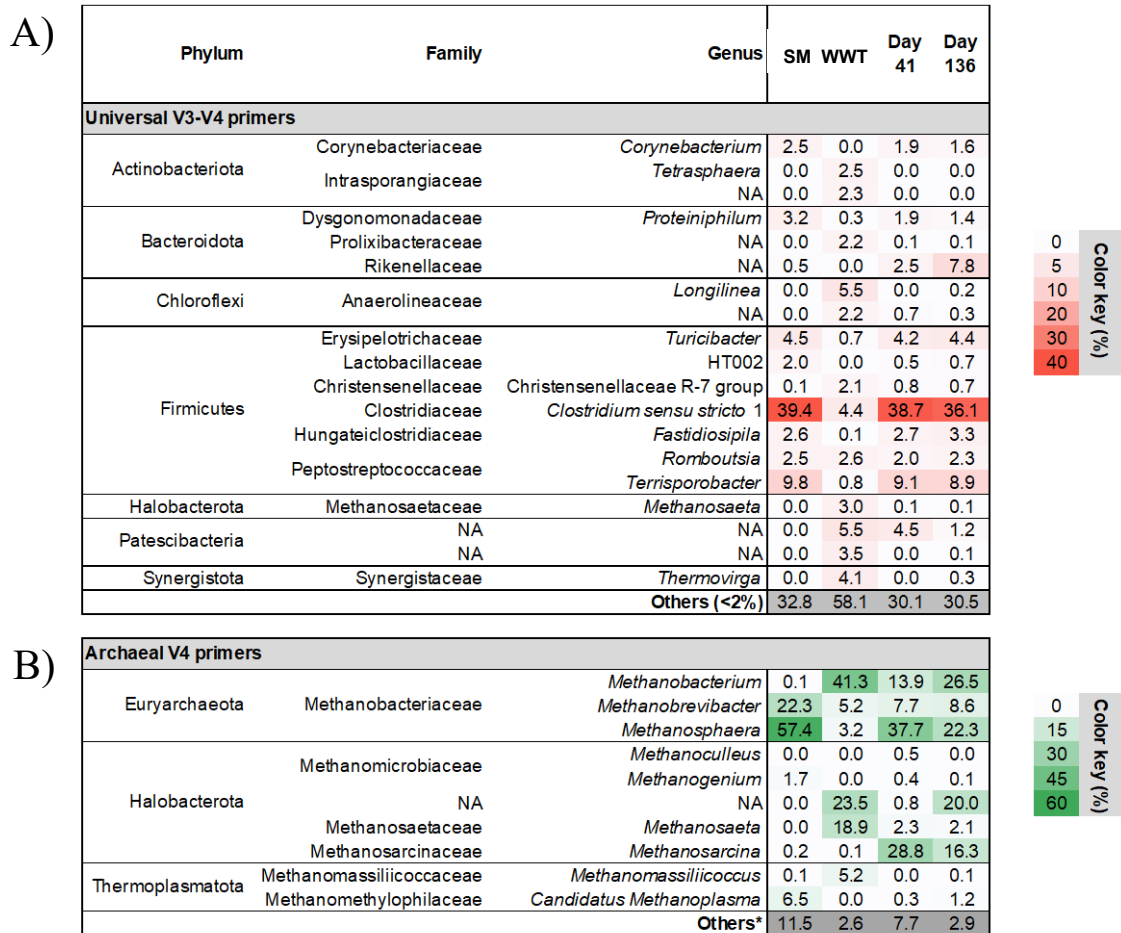 A)
Phylum Family Genus SM WWT Day 41 Day 136
Universal V3-V4 primers
Actinobacteriota Corynebacteriaceae Corynebacterium 2.5 0.0 1.9 1.6
Intrasporangiaceae Tetrasphaera 0.0 2.5 0.0 0.0
NA 0.0 2.3 0.0 0.0
Bacteroidota Dysgonomonadaceae Proteiniphilum 3.2 0.3 1.9 1.4
Prolixibacteraceae NA 0.0 2.2 0.1 0.1
Rikenellaceae NA 0.5 0.0 2.5 7.8
Chloroflexi Anaerolineaceae Longilinea 0.0 5.5 0.0 0.2
NA 0.0 2.2 0.7 0.3
Firmicutes Erysipelotrichaceae Turicibacter 4.5 0.7 4.2 4.4
Lactobacillaceae HT002 2.0 0.0 0.5 0.7
Christensenellaceae Christensenellaceae R-7 group 0.1 2.1 0.8 0.7
Clostridiaceae Clostridium sensu stricto 1 39.4 4.4 38.7 36.1
Hungateiclostridiaceae Fastidiosipila 2.6 0.1 2.7 3.3
Peptostreptococcaceae Romboutsia 2.5 2.6 2.0 2.3
Terrisporobacter 9.8 0.8 9.1 8.9
Halobacterota Methanosaetaceae Methanosaeta 0.0 3.0 0.1 0.1
Patescibacteria NA NA 0.0 5.5 4.5 1.2
NA NA 0.0 3.5 0.0 0.1
Synergistota Synergistaceae Thermovirga 0.0 4.1 0.0 0.3
Others (<2%) 32.8 58.1 30.1 30.5
Color key (%)
0
5
10
20
30
40
B)
Archaeal V4 primers
Euryarchaeota Methanobacteriaceae Methanobacterium 0.1 41.3 13.9 26.5
Methanobrevibacter 22.3 5.2 7.7 8.6
Methanosphaera 57.4 3.2 37.7 22.3
Halobacterota Methanomicrobiaceae Methanoculleus 0.0 0.0 0.5 0.0
Methanogenium 1.7 0.0 0.4 0.1
NA NA 0.0 23.5 0.8 20.0
Methanosaetaceae Methanosaeta 0.0 18.9 2.3 2.1
Methanosarcinaceae Methanosarcina 0.2 0.1 28.8 16.3
Thermoplasmatota Methanomassiliicoccaceae Methanomassiliicoccus 0.1 5.2 0.0 0.1
Methanomethylophilaceae Candidatus Methanoplasma 6.5 0.0 0.3 1.2
Others* 11.5 2.6 7.7 2.9
Color key (%)
0
15
30
45
60